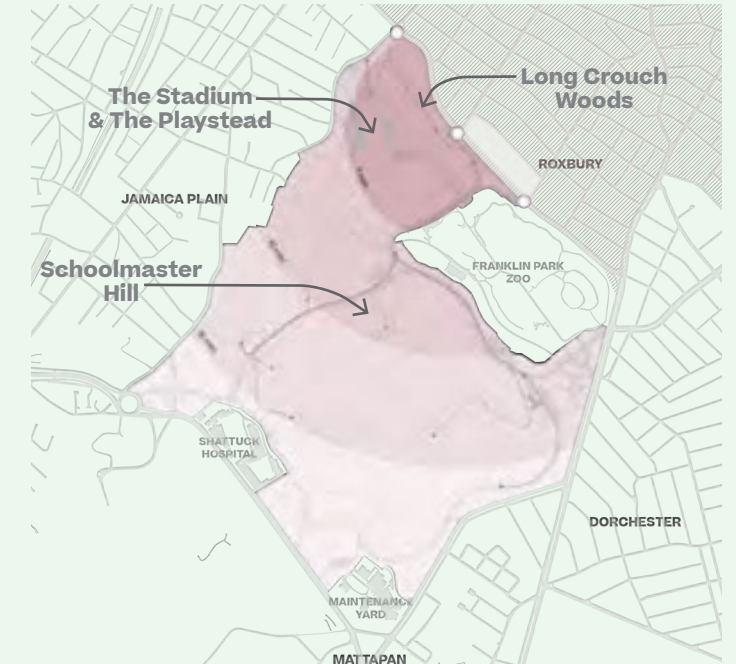 The Stadium
& The Playstead
Long Crouch
Woods
ROXBURY
JAMAICA PLAIN
Schoolmaster
Hill
FRANKLIN PARK
ZOO
SHATTUCK
HOSPITAL
DORCHESTER
MAINTENANCE
YARD
MATTAPAN